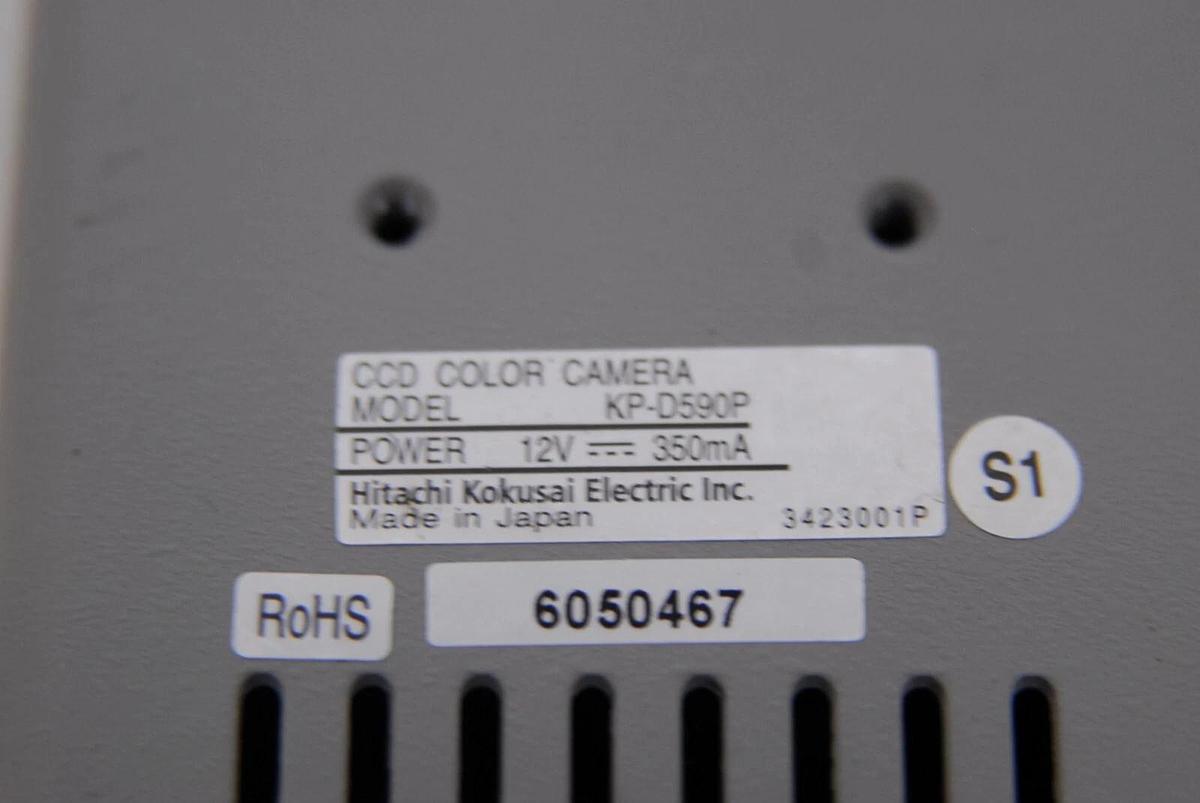 CCD COLOR CAMERA
MODEL KP-D590P
POWER 12V ⎓ 350mA
Hitachi Kokusai Electric Inc.
Made in Japan 3423001P
S1
RoHS
6050467